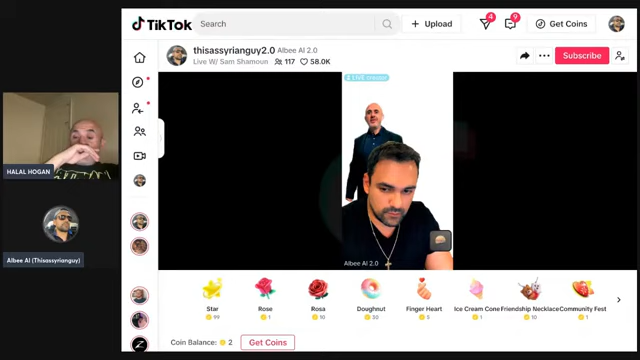 TikTok
Search
Upload
4
9
Get Coins
thisassyrianguy2.0 Albee AI 2.0
Live W/ Sam Shamoun 117 58.0K
Subscribe
LIVE creator
HALAL HOGAN
Albee AI (Thisassyrianguy)
Albee AI 2.0
Star
Rose
Rosa
Doughnut
Finger Heart
Ice Cream Cone
Friendship Necklace
Community Fest
99
1
10
30
5
1
10
1
Coin Balance: 2
Get Coins